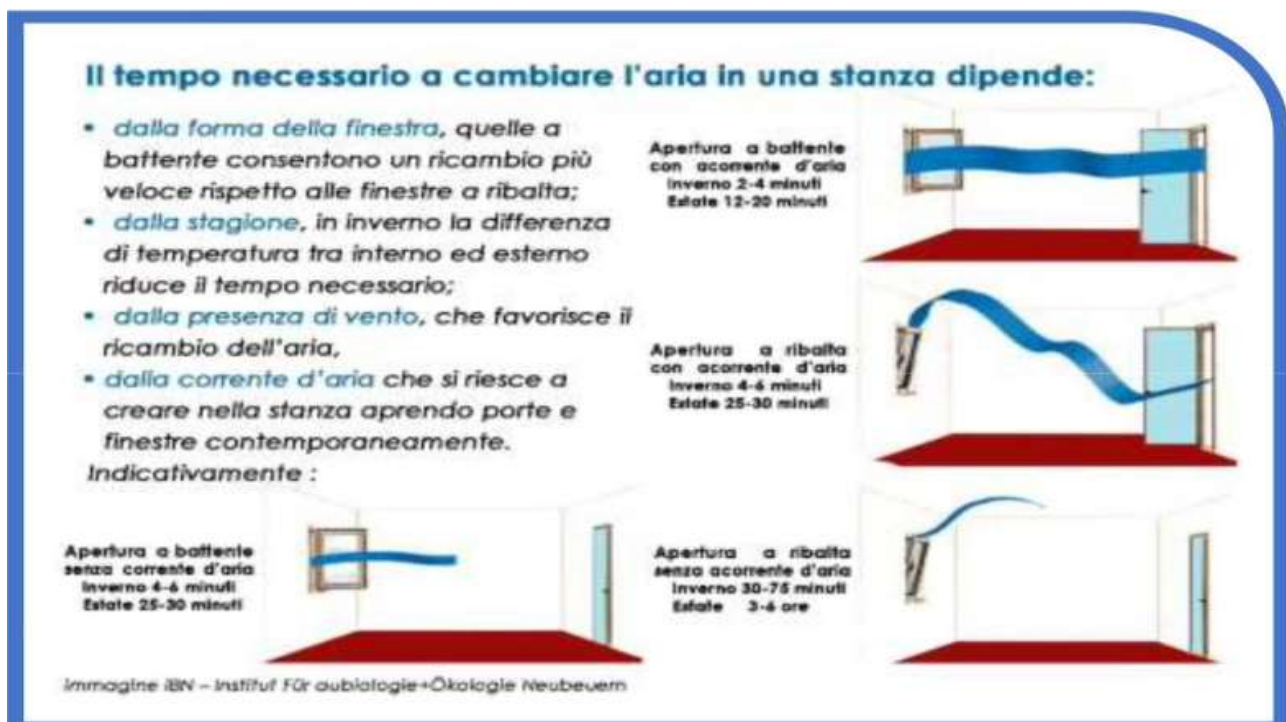 Il tempo necessario a cambiare l'aria in una stanza dipende:
• dalla forma della finestra, quelle a
battente consentono un ricambio più
veloce rispetto alle finestre a ribalta;
• dalla stagione, in inverno la differenza
di temperatura tra interno ed esterno
riduce il tempo necessario;
• dalla presenza di vento, che favorisce il
ricambio dell'aria,
• dalla corrente d'aria che si riesce a
creare nella stanza aprendo porte e
finestre contemporaneamente.
Indicativamente :
Apertura a battente
con acorrente d'aria
Inverno 2-4 minuti
Estate 12-20 minuti
Apertura a ribalta
con acorrente d'aria
Inverno 4-6 minuti
Estate 25-30 minuti
Apertura a battente
senza corrente d'aria
Inverno 4-6 minuti
Estate 25-30 minuti
Apertura a ribalta
senza acorrente d'aria
Inverno 30-75 minuti
Estate 3-6 ore
Immagine IBN – Institut Für aubiologie+Ökologie Neubeuern